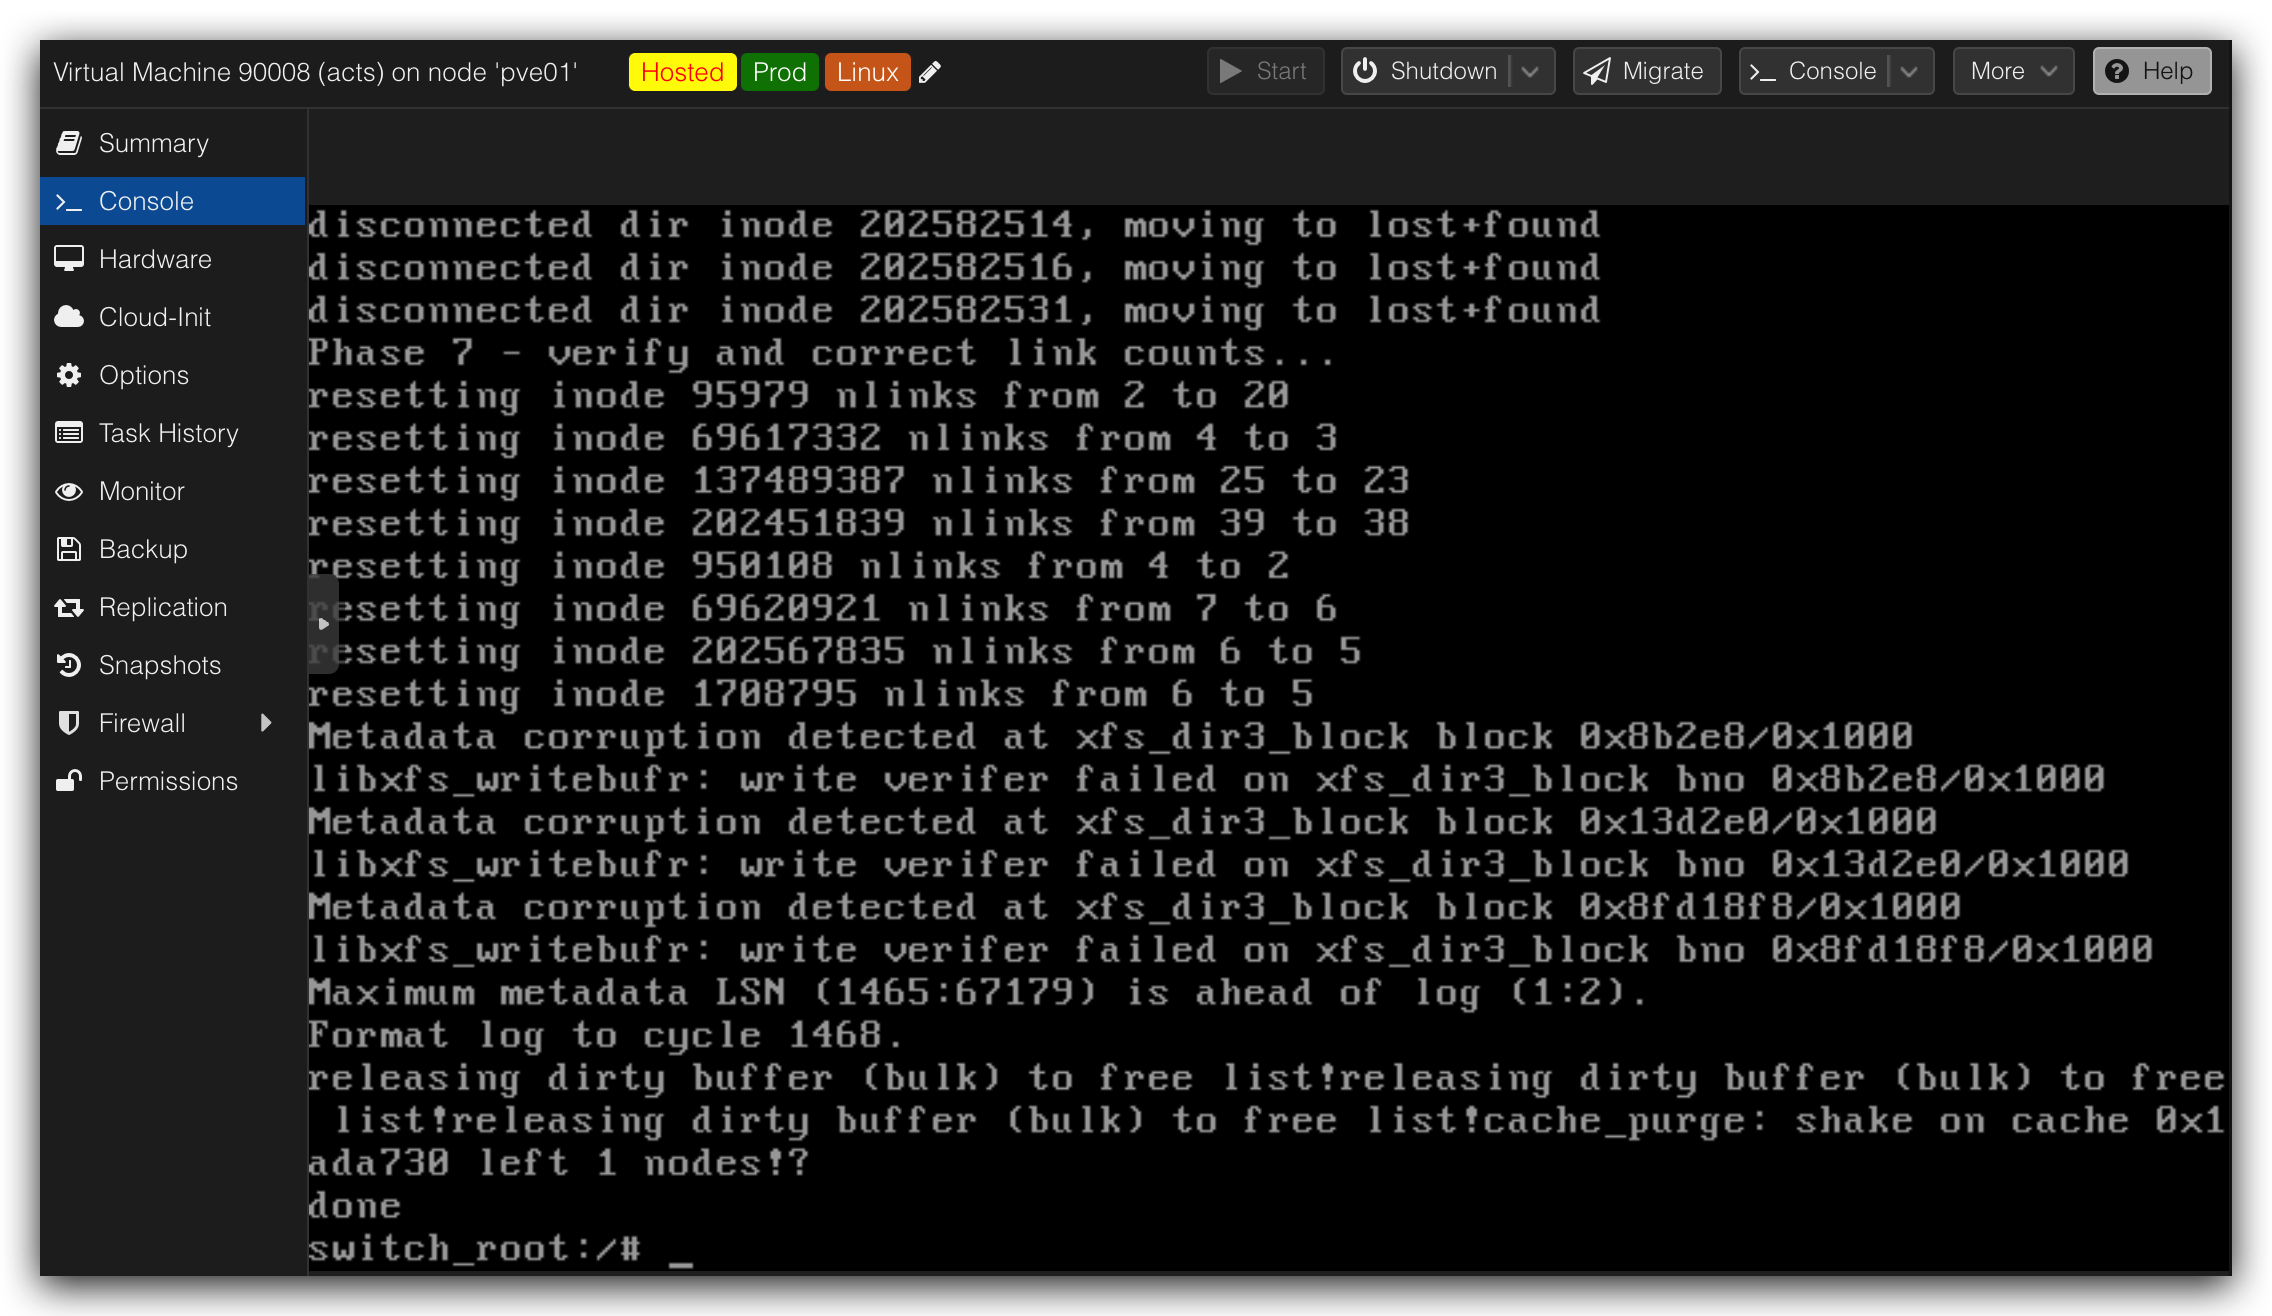 Virtual Machine 90008 (acts) on node 'pve01' Hosted Prod Linux Start Shutdown Migrate Console More Help
Summary
Console
Hardware
Cloud-Init
Options
Task History
Monitor
Backup
Replication
Snapshots
Firewall
Permissions
disconnected dir inode 202582514, moving to lost+found
disconnected dir inode 202582516, moving to lost+found
disconnected dir inode 202582531, moving to lost+found
Phase 7 - verify and correct link counts...
resetting inode 95979 nlinks from 2 to 20
resetting inode 69617332 nlinks from 4 to 3
resetting inode 137489387 nlinks from 25 to 23
resetting inode 202451839 nlinks from 39 to 38
resetting inode 950108 nlinks from 4 to 2
resetting inode 69620921 nlinks from 7 to 6
resetting inode 202567835 nlinks from 6 to 5
resetting inode 1708795 nlinks from 6 to 5
Metadata corruption detected at xfs_dir3_block block 0x8b2e8/0x1000
libxfs_writebufr: write verifer failed on xfs_dir3_block bno 0x8b2e8/0x1000
Metadata corruption detected at xfs_dir3_block block 0x13d2e0/0x1000
libxfs_writebufr: write verifer failed on xfs_dir3_block bno 0x13d2e0/0x1000
Metadata corruption detected at xfs_dir3_block block 0x8fd18f8/0x1000
libxfs_writebufr: write verifer failed on xfs_dir3_block bno 0x8fd18f8/0x1000
Maximum metadata LSN (1465:67179) is ahead of log (1:2).
Format log to cycle 1468.
releasing dirty buffer (bulk) to free list!releasing dirty buffer (bulk) to free
 list!releasing dirty buffer (bulk) to free list!cache_purge: shake on cache 0x1
ada730 left 1 nodes!?
done
switch_root:/# _